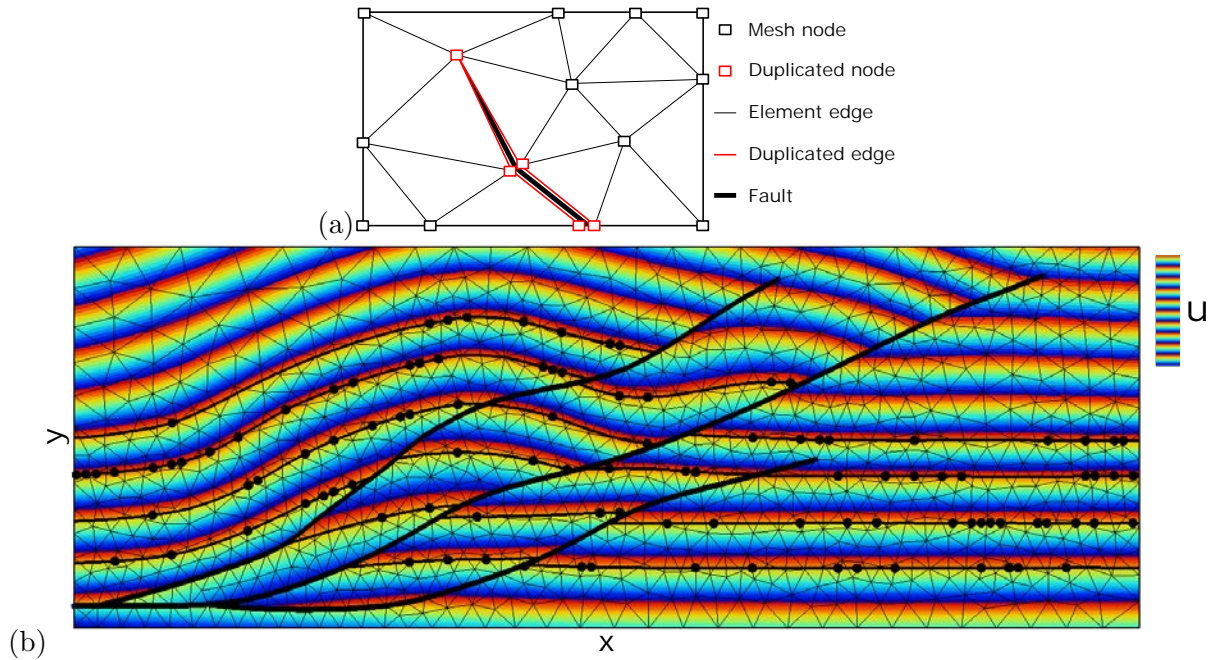 Mesh node
Duplicated node
Element edge
Duplicated edge
Fault
(a)
u
y
x
(b)